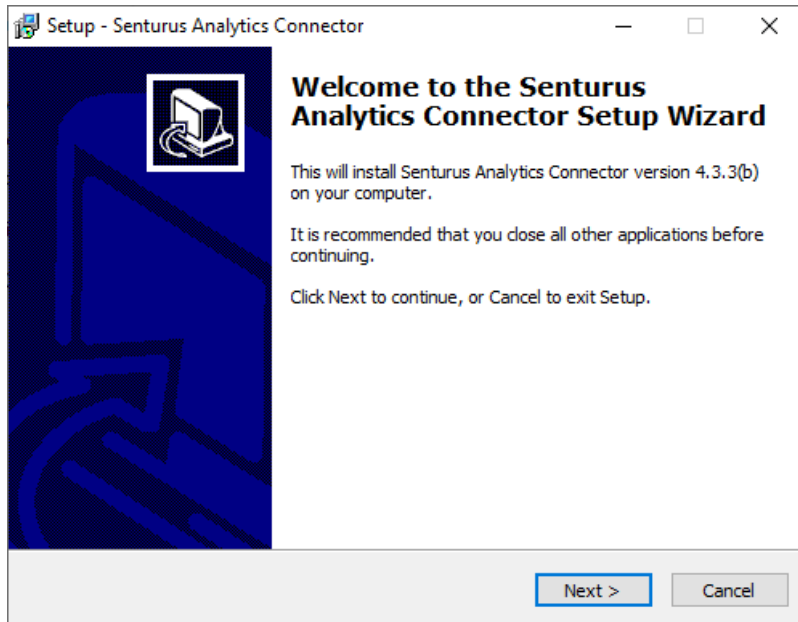 Setup - Senturus Analytics Connector
Welcome to the Senturus
Analytics Connector Setup Wizard
This will install Senturus Analytics Connector version 4.3.3(b)
on your computer.
It is recommended that you close all other applications before
continuing.
Click Next to continue, or Cancel to exit Setup.
Next >
Cancel